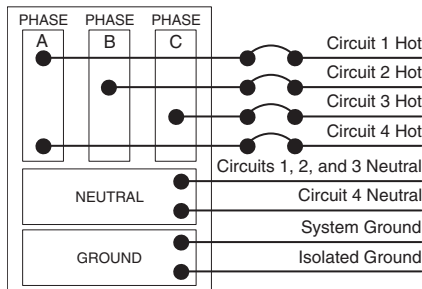 PHASE PHASE PHASE
A B C
Circuit 1 Hot
Circuit 2 Hot
Circuit 3 Hot
Circuit 4 Hot
Circuits 1, 2, and 3 Neutral
NEUTRAL
Circuit 4 Neutral
System Ground
GROUND
Isolated Ground